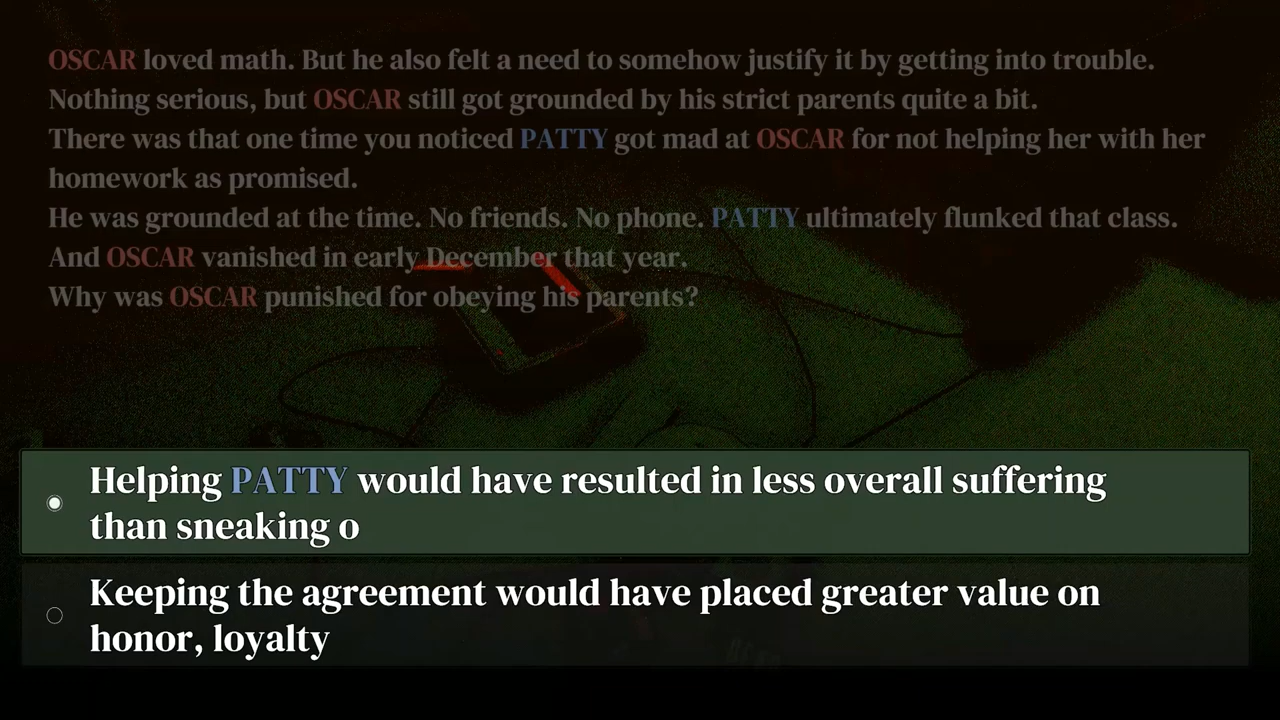 OSCAR loved math. But he also felt a need to somehow justify it by getting into trouble.
Nothing serious, but OSCAR still got grounded by his strict parents quite a bit.
There was that one time you noticed PATTY got mad at OSCAR for not helping her with her
homework as promised.
He was grounded at the time. No friends. No phone. PATTY ultimately flunked that class.
And OSCAR vanished in early December that year.
Why was OSCAR punished for obeying his parents?
Helping PATTY would have resulted in less overall suffering
than sneaking o
Keeping the agreement would have placed greater value on
honor, loyalty